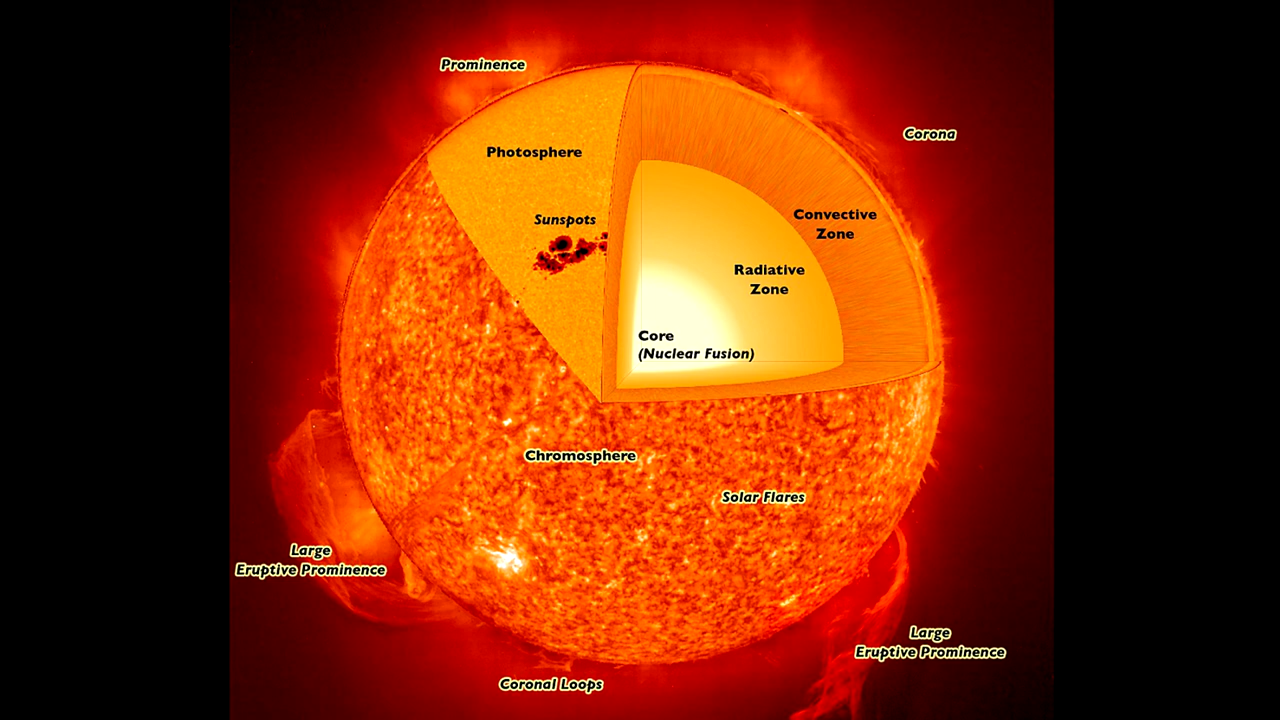 Prominence
Corona
Photosphere
Sunspots
Convective
Zone
Radiative
Zone
Core
(Nuclear Fusion)
Chromosphere
Solar Flares
Large
Eruptive Prominence
Large
Eruptive Prominence
Coronal Loops